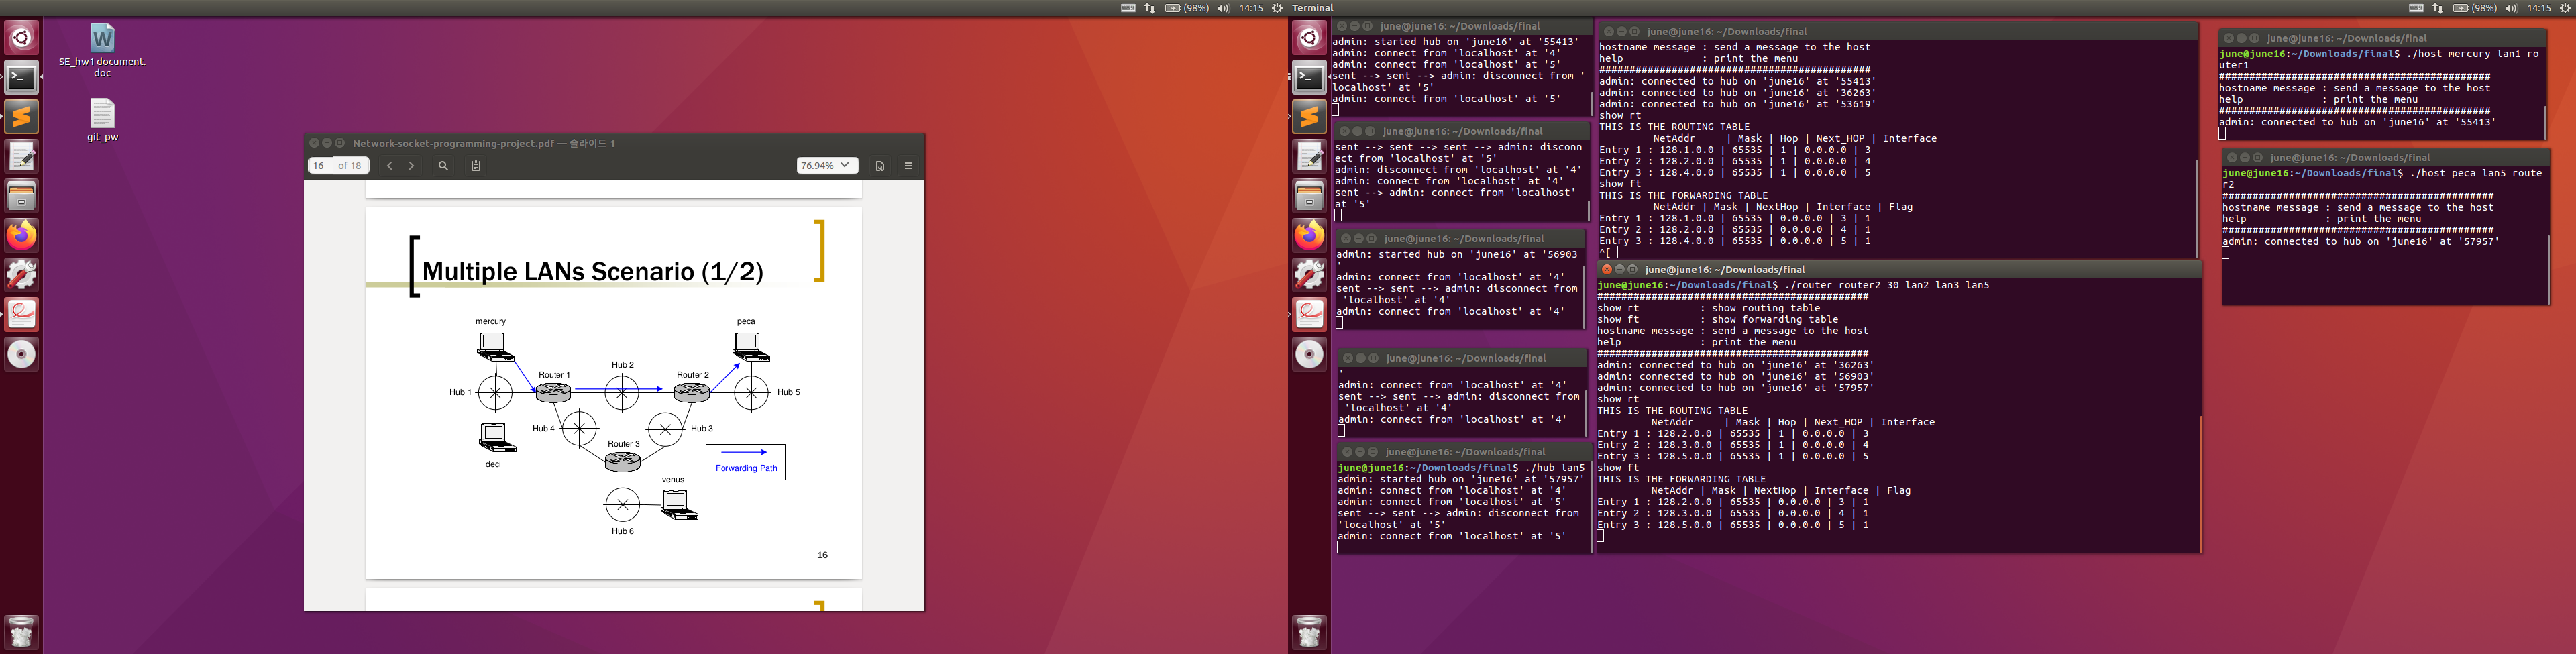 (98%)
14:15
Terminal
(98%)
14:15
SE_hw1 document.
doc
git_pw
Network-socket-programming-project.pdf — 슬라이드 1
16 of 18
76.94%
Multiple LANs Scenario (1/2)
mercury
peca
Hub 2
Router 1
Router 2
Hub 1
Hub 5
Hub 4
Hub 3
Router 3
deci
Forwarding Path
venus
Hub 6
16
june@june16: ~/Downloads/final
admin: started hub on 'june16' at '55413'
admin: connect from 'localhost' at '4'
admin: connect from 'localhost' at '5'
sent --> sent --> admin: disconnect from '
localhost' at '5'
admin: connect from 'localhost' at '5'
june@june16: ~/Downloads/final
sent --> sent --> sent --> admin: disconn
ect from 'localhost' at '5'
admin: disconnect from 'localhost' at '4'
admin: connect from 'localhost' at '4'
sent --> admin: connect from 'localhost'
at '5'
june@june16: ~/Downloads/final
admin: started hub on 'june16' at '56903
'
admin: connect from 'localhost' at '4'
sent --> sent --> admin: disconnect from
'localhost' at '4'
admin: connect from 'localhost' at '4'
june@june16: ~/Downloads/final
'
admin: connect from 'localhost' at '4'
sent --> sent --> admin: disconnect from
'localhost' at '4'
admin: connect from 'localhost' at '4'
june@june16: ~/Downloads/final
june@june16:~/Downloads/final$ ./hub lan5
admin: started hub on 'june16' at '57957'
admin: connect from 'localhost' at '4'
admin: connect from 'localhost' at '5'
sent --> sent --> admin: disconnect from
'localhost' at '5'
admin: connect from 'localhost' at '5'
june@june16: ~/Downloads/final
hostname message : send a message to the host
help : print the menu
#############################################
admin: connected to hub on 'june16' at '55413'
admin: connected to hub on 'june16' at '36263'
admin: connected to hub on 'june16' at '53619'
show rt
THIS IS THE ROUTING TABLE
NetAddr | Mask | Hop | Next_HOP | Interface
Entry 1 : 128.1.0.0 | 65535 | 1 | 0.0.0.0 | 3
Entry 2 : 128.2.0.0 | 65535 | 1 | 0.0.0.0 | 4
Entry 3 : 128.4.0.0 | 65535 | 1 | 0.0.0.0 | 5
show ft
THIS IS THE FORWARDING TABLE
NetAddr | Mask | NextHop | Interface | Flag
Entry 1 : 128.1.0.0 | 65535 | 0.0.0.0 | 3 | 1
Entry 2 : 128.2.0.0 | 65535 | 0.0.0.0 | 4 | 1
Entry 3 : 128.4.0.0 | 65535 | 0.0.0.0 | 5 | 1
^[
june@june16: ~/Downloads/final
june@june16:~/Downloads/final$ ./router router2 30 lan2 lan3 lan5
#############################################
show rt : show routing table
show ft : show forwarding table
hostname message : send a message to the host
help : print the menu
#############################################
admin: connected to hub on 'june16' at '36263'
admin: connected to hub on 'june16' at '56903'
admin: connected to hub on 'june16' at '57957'
show rt
THIS IS THE ROUTING TABLE
NetAddr | Mask | Hop | Next_HOP | Interface
Entry 1 : 128.2.0.0 | 65535 | 1 | 0.0.0.0 | 3
Entry 2 : 128.3.0.0 | 65535 | 1 | 0.0.0.0 | 4
Entry 3 : 128.5.0.0 | 65535 | 1 | 0.0.0.0 | 5
show ft
THIS IS THE FORWARDING TABLE
NetAddr | Mask | NextHop | Interface | Flag
Entry 1 : 128.2.0.0 | 65535 | 0.0.0.0 | 3 | 1
Entry 2 : 128.3.0.0 | 65535 | 0.0.0.0 | 4 | 1
Entry 3 : 128.5.0.0 | 65535 | 0.0.0.0 | 5 | 1
june@june16: ~/Downloads/final
june@june16:~/Downloads/final$ ./host mercury lan1 ro
uter1
#############################################
hostname message : send a message to the host
help : print the menu
#############################################
admin: connected to hub on 'june16' at '55413'
june@june16: ~/Downloads/final
june@june16:~/Downloads/final$ ./host peca lan5 route
r2
#############################################
hostname message : send a message to the host
help : print the menu
#############################################
admin: connected to hub on 'june16' at '57957'